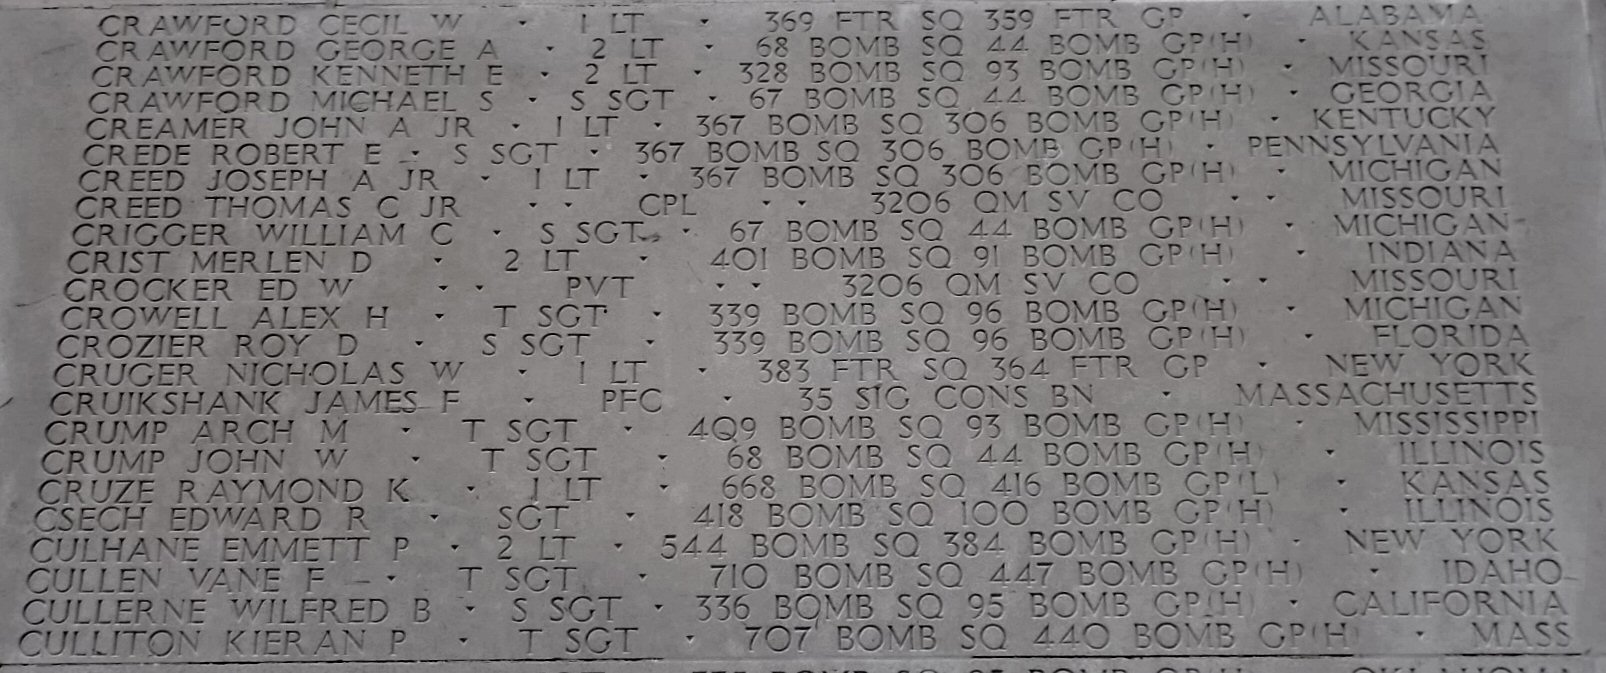 CRAWFORD CECIL W · 1 LT · 369 FTR SQ 359 FTR GP · ALABAMA
CRAWFORD GEORGE A · 2 LT · 68 BOMB SQ 44 BOMB GP(H) · KANSAS
CRAWFORD KENNETH E · 2 LT · 328 BOMB SQ 93 BOMB GP(H) · MISSOURI
CRAWFORD MICHAEL S · S SGT · 67 BOMB SQ 44 BOMB GP(H) · GEORGIA
CREAMER JOHN A JR · 1 LT · 367 BOMB SQ 306 BOMB GP(H) · KENTUCKY
CREDE ROBERT E · S SGT · 367 BOMB SQ 306 BOMB GP(H) · PENNSYLVANIA
CREED JOSEPH A JR · 1 LT · 367 BOMB SQ 306 BOMB GP(H) · MICHIGAN
CREED THOMAS C JR · · CPL · · 3206 QM SV CO · · MISSOURI
CRIGGER WILLIAM C · S SGT · 67 BOMB SQ 44 BOMB GP(H) · MICHIGAN
CRIST MERLEN D · 2 LT · 401 BOMB SQ 91 BOMB GP(H) · INDIANA
CROCKER ED W · · PVT · · 3206 QM SV CO · · MISSOURI
CROWELL ALEX H · T SGT · 339 BOMB SQ 96 BOMB GP(H) · MICHIGAN
CROZIER ROY D · S SGT · 339 BOMB SQ 96 BOMB GP(H) · FLORIDA
CRUGER NICHOLAS W · 1 LT · 383 FTR SQ 364 FTR GP · NEW YORK
CRUIKSHANK JAMES F · PFC · 35 SIG CONS BN · MASSACHUSETTS
CRUMP ARCH M · T SGT · 409 BOMB SQ 93 BOMB GP(H) · MISSISSIPPI
CRUMP JOHN W · T SGT · 68 BOMB SQ 44 BOMB GP(H) · ILLINOIS
CRUZE RAYMOND K · 1 LT · 668 BOMB SQ 416 BOMB GP(L) · KANSAS
CSECH EDWARD R · SGT · 418 BOMB SQ 100 BOMB GP(H) · ILLINOIS
CULHANE EMMETT P · 2 LT · 544 BOMB SQ 384 BOMB GP(H) · NEW YORK
CULLEN VANE F · T SGT · 710 BOMB SQ 447 BOMB GP(H) · IDAHO
CULLERNE WILFRED B · S SGT · 336 BOMB SQ 95 BOMB GP(H) · CALIFORNIA
CULLITON KIERAN P · T SGT · 707 BOMB SQ 440 BOMB GP(H) · MASS